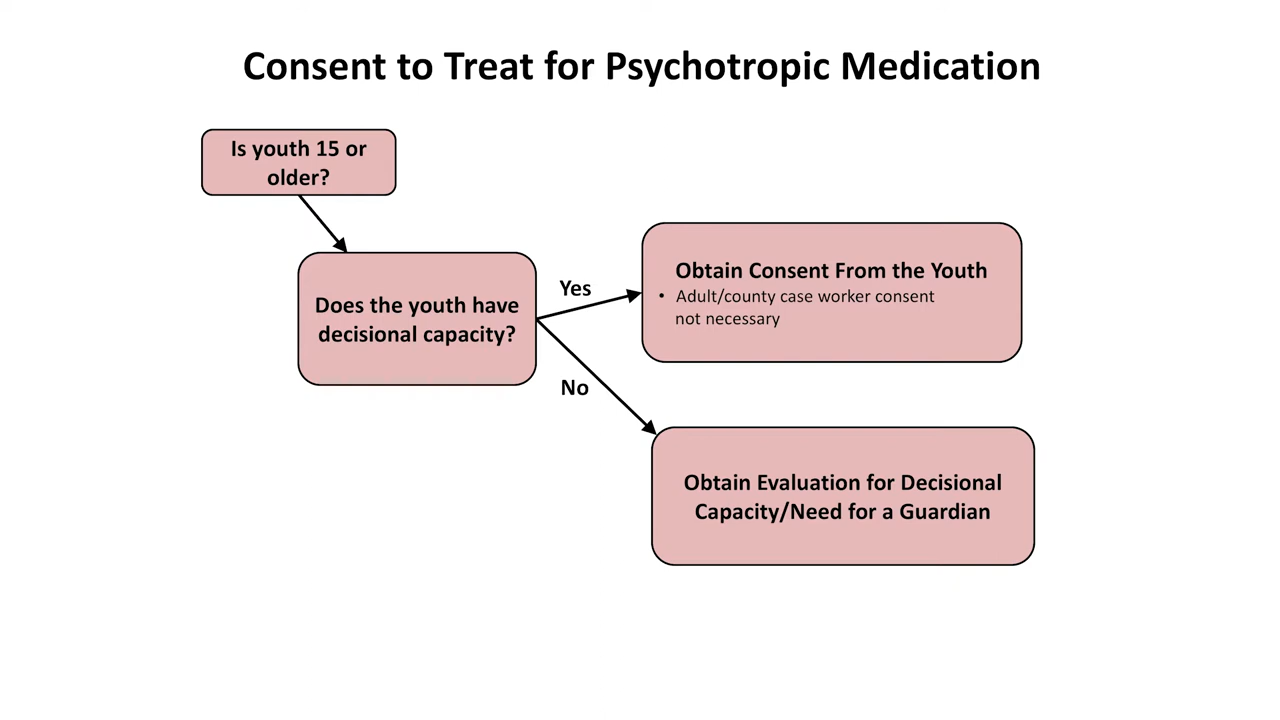 Consent to Treat for Psychotropic Medication
Is youth 15 or
older?
Does the youth have
decisional capacity?
Yes
Obtain Consent From the Youth
• Adult/county case worker consent
not necessary
No
Obtain Evaluation for Decisional
Capacity/Need for a Guardian